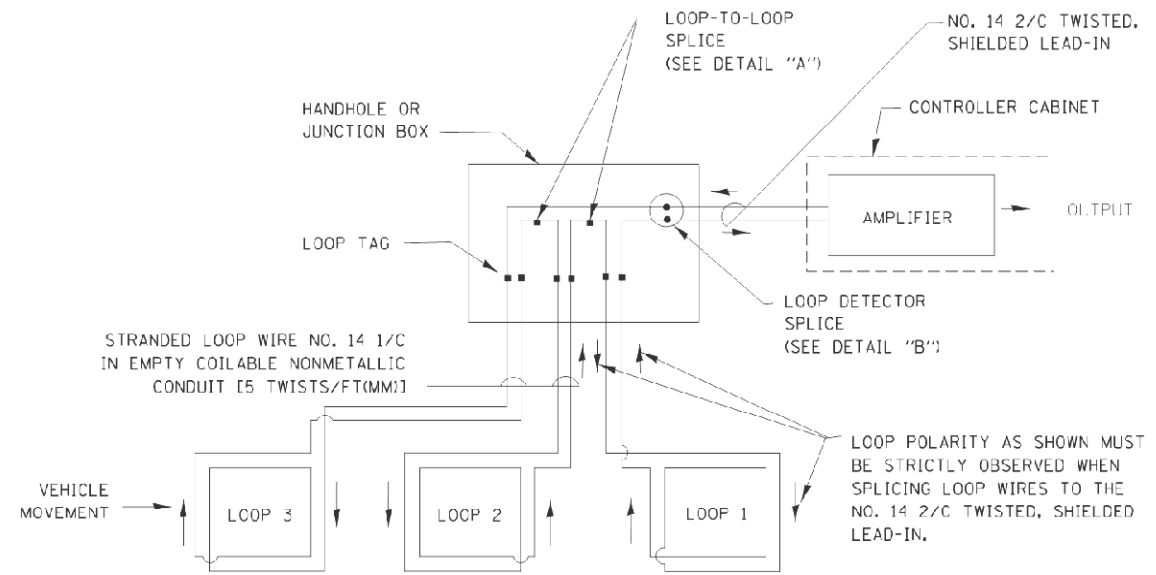 LOOP-TO-LOOP
SPLICE
(SEE DETAIL "A")
NO. 14 2/C TWISTED,
SHIELDED LEAD-IN
HANDHOLE OR
JUNCTION BOX
CONTROLLER CABINET
AMPLIFIER
OLTPUT
LOOP TAG
LOOP DETECTOR
SPLICE
(SEE DETAIL "B")
STRANDED LOOP WIRE NO. 14 1/C
IN EMPTY COILABLE NONMETALLIC
CONDUIT [5 TWISTS/FT(MM)]
LOOP POLARITY AS SHOWN MUST
BE STRICTLY OBSERVED WHEN
SPLICING LOOP WIRES TO THE
NO. 14 2/C TWISTED, SHIELDED
LEAD-IN.
VEHICLE
MOVEMENT
LOOP 3
LOOP 2
LOOP 1